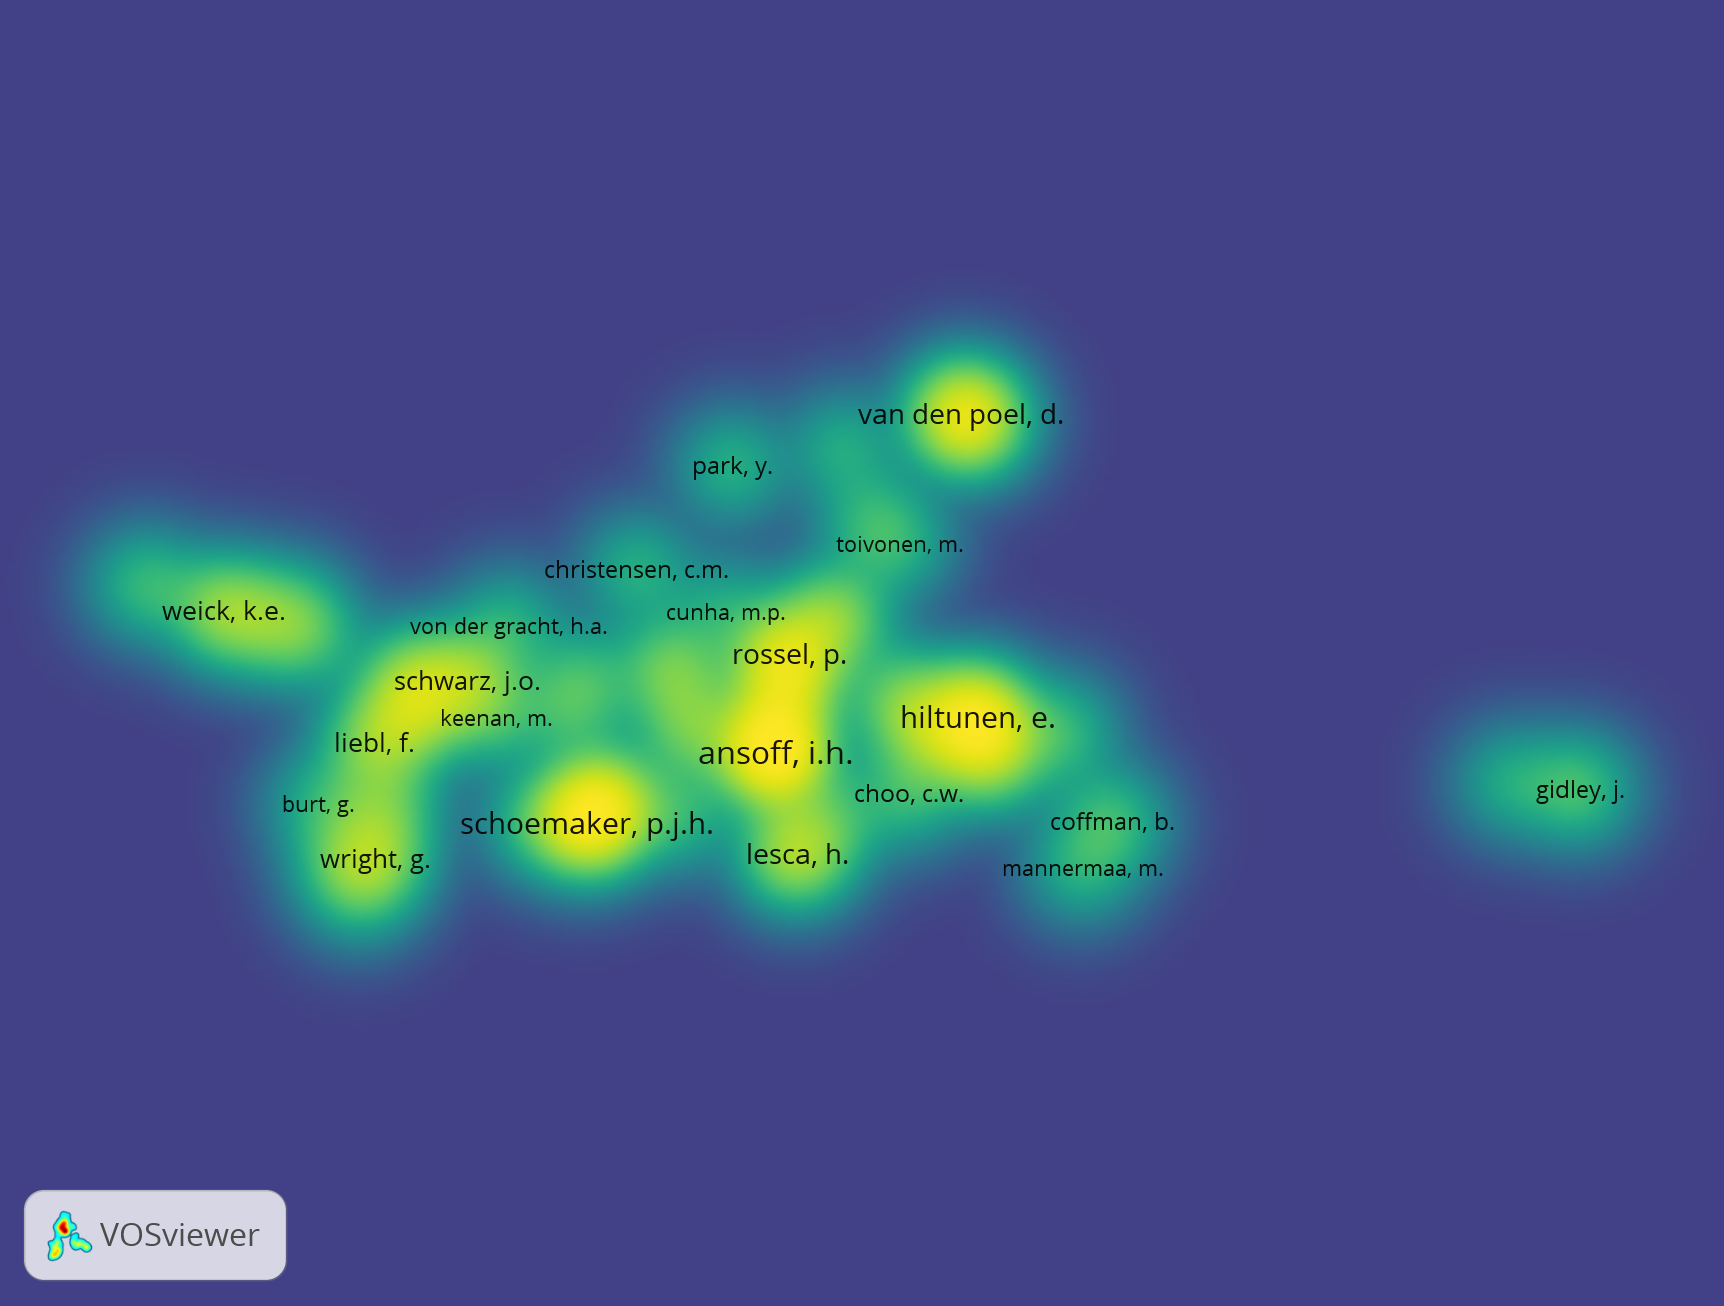 van den poel, d.
park, y.
toivonen, m.
christensen, c.m.
weick, k.e.
cunha, m.p.
von der gracht, h.a.
rossel, p.
schwarz, j.o.
keenan, m.
hiltunen, e.
liebl, f.
ansoff, i.h.
choo, c.w.
burt, g.
gidley, j.
schoemaker, p.j.h.
coffman, b.
wright, g.
lesca, h.
mannermaa, m.
VOSviewer